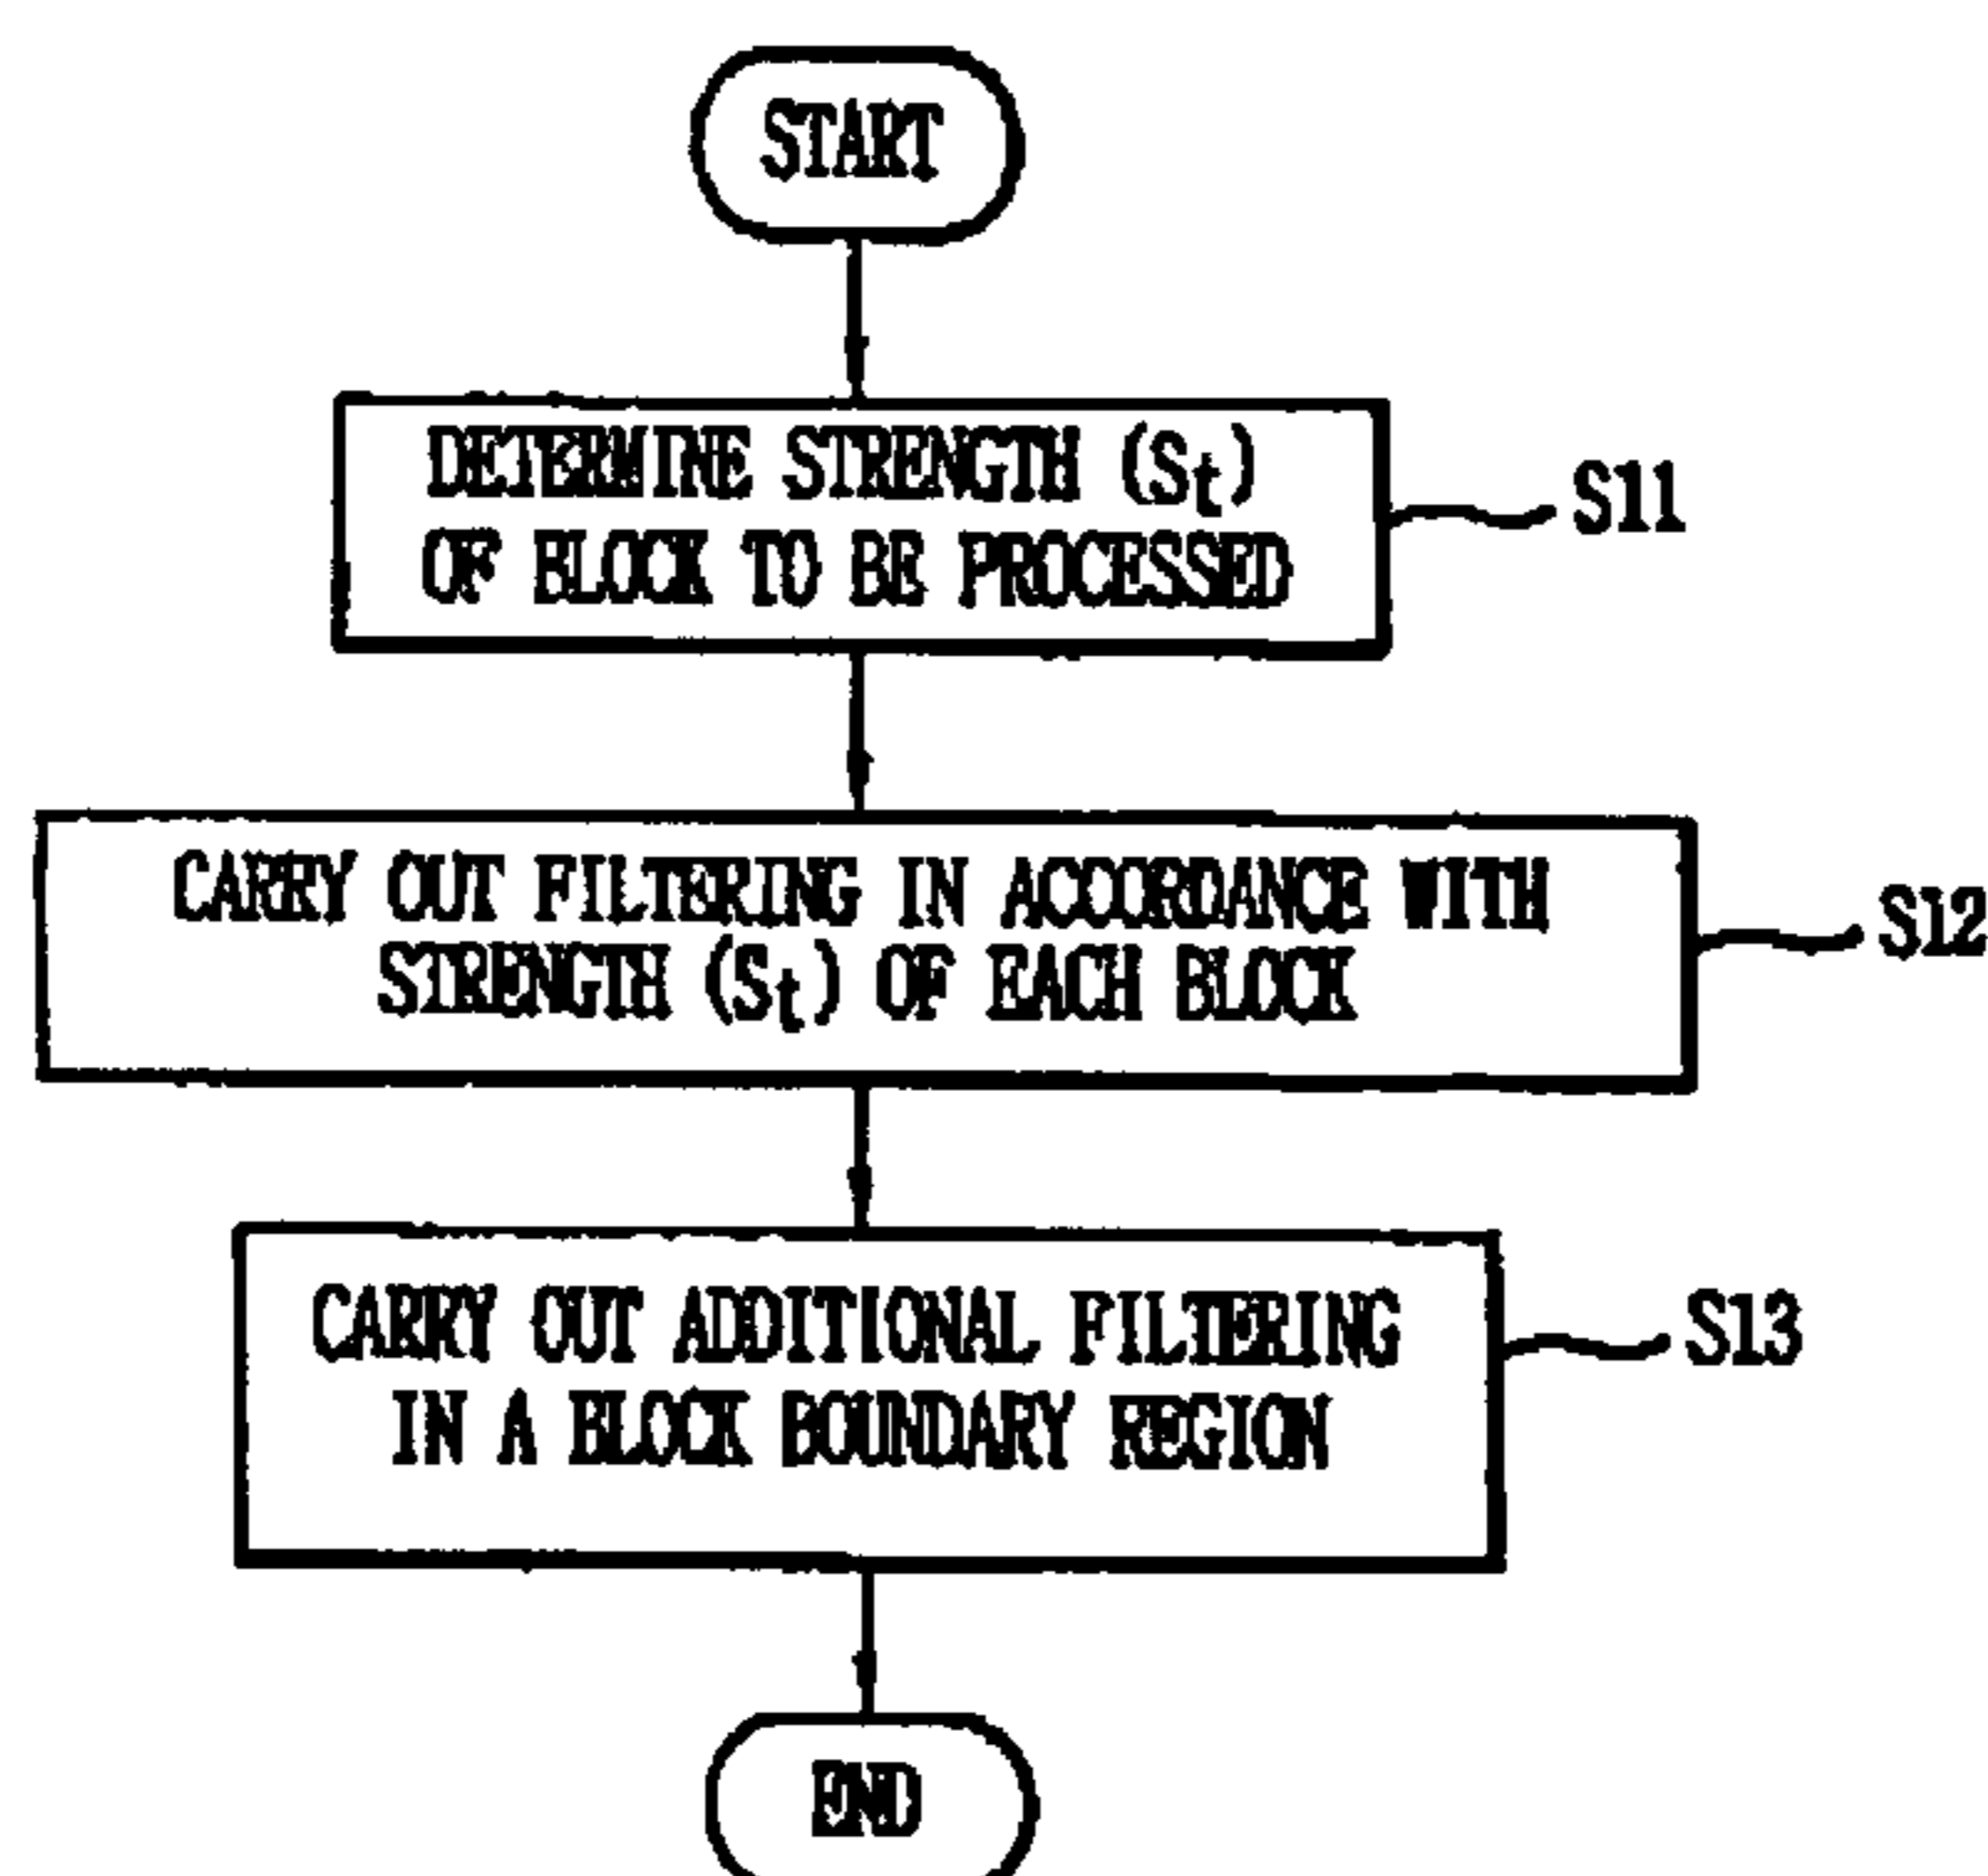 START
DETERMINE STRENGTH (St)
OF BLOCK TO BE PROCESSED
S11
CARRY OUT FILTERING IN ACCORDANCE WITH
STRENGTH (St) OF EACH BLOCK
S12
CARRY OUT ADDITIONAL FILTERING
IN A BLOCK BOUNDARY REGION
S13
END